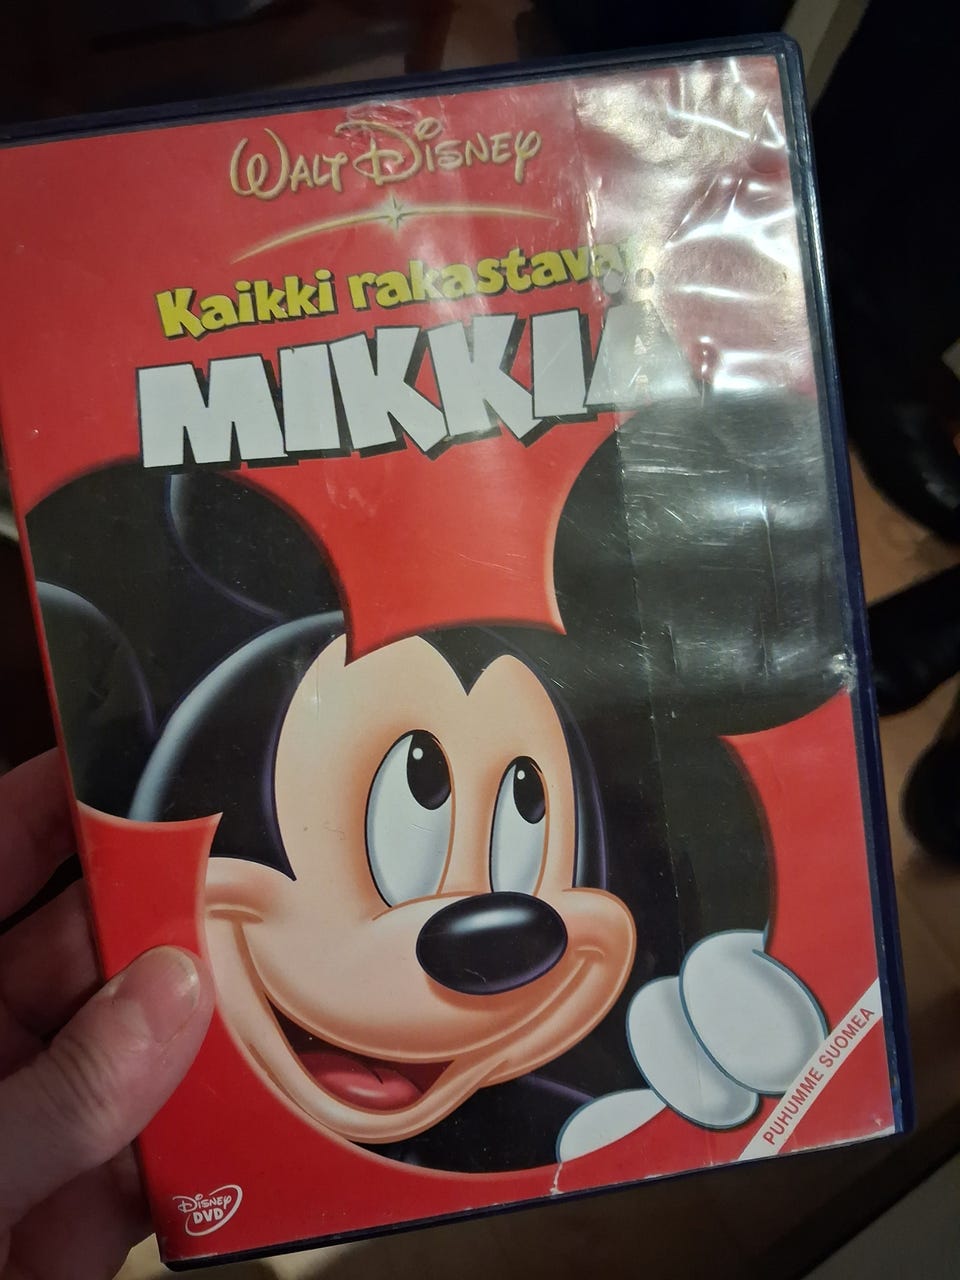 WALT DISNEY
Kaikki rakastavat
MIKKIÄ
PUHUMME SUOMEA
DISNEY
DVD